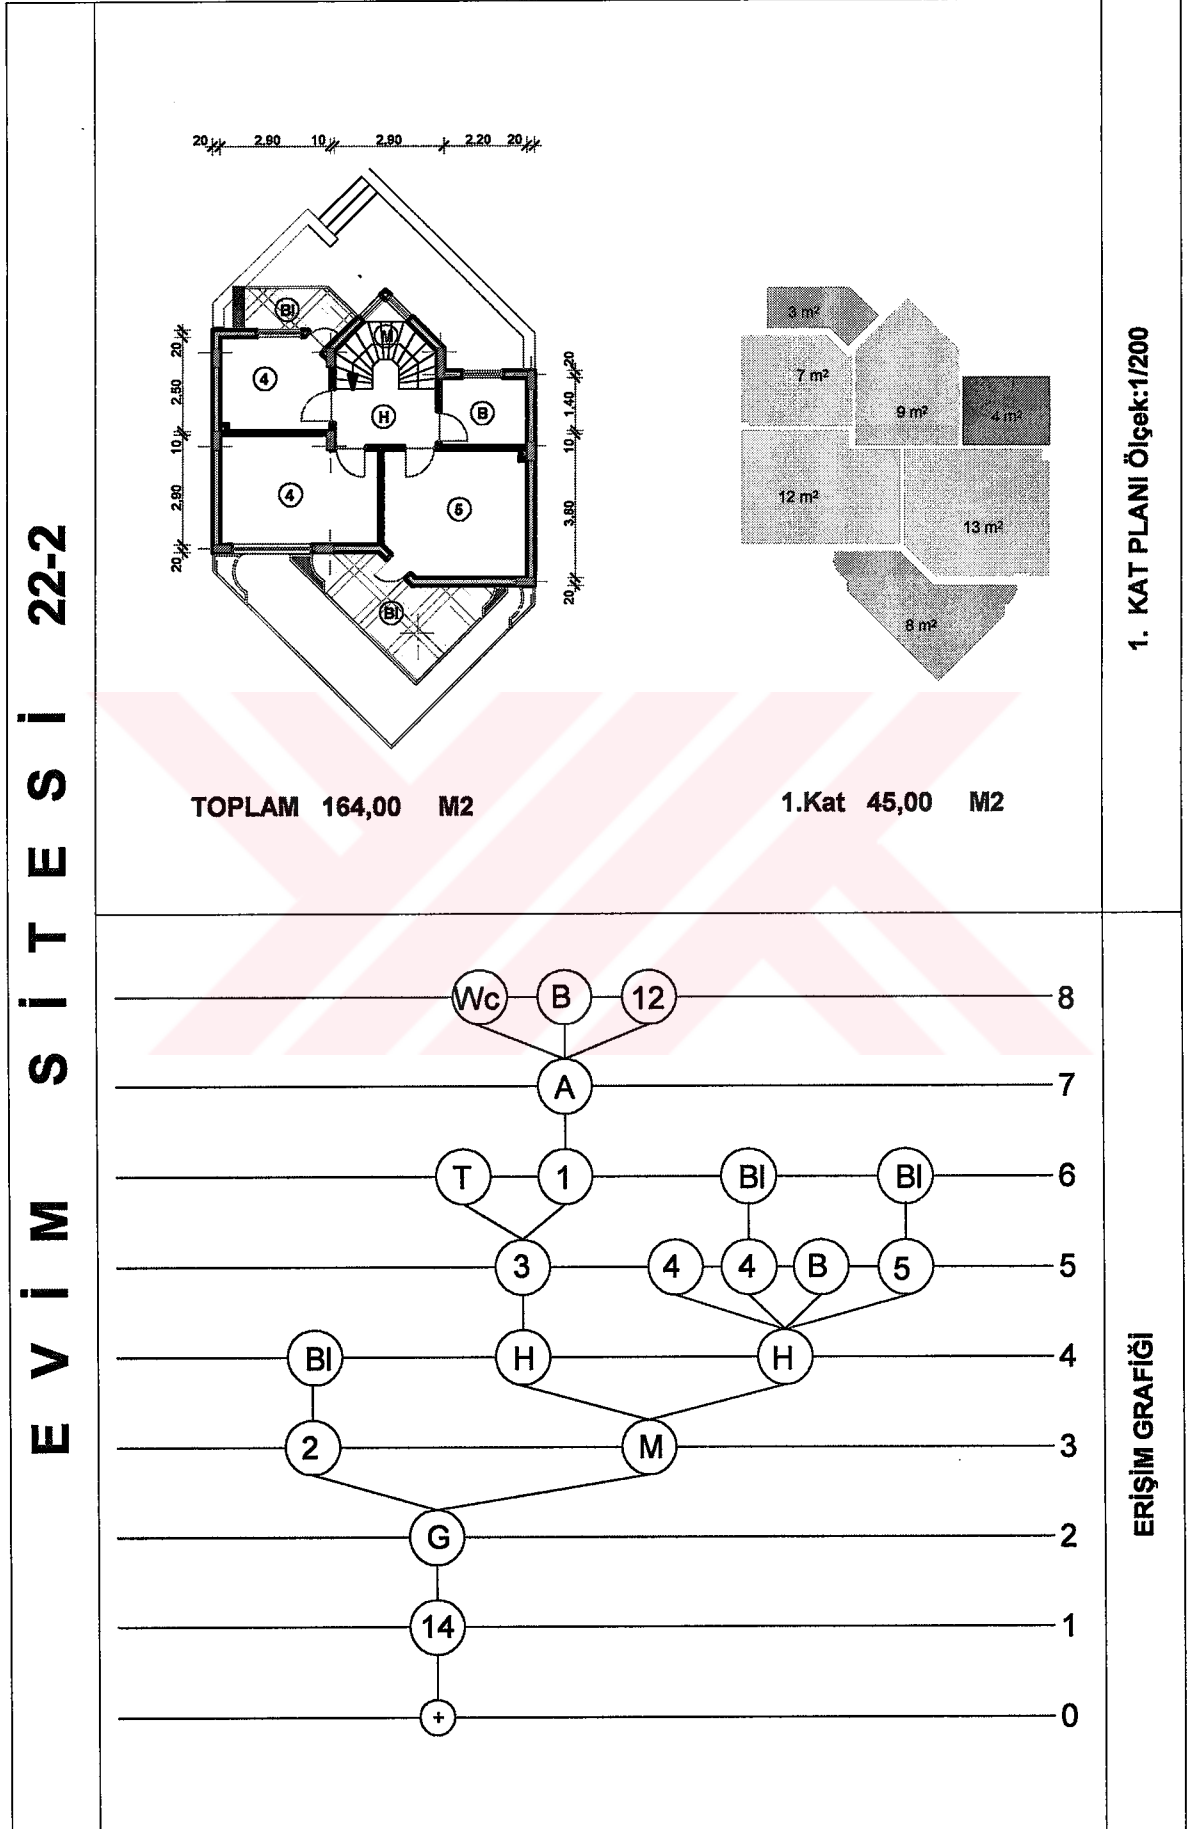 EVİM SİTESİ 22-2
20 2.90 10 2.90 2.20 20
Bl
M
4
H
B
4
5
Bl
20
2.50
10
2.90
20
20
1.40
10
3.60
20
3 m²
7 m²
9 m²
4 m²
12 m²
13 m²
8 m²
TOPLAM 164,00 M2
1.Kat 45,00 M2
1. KAT PLANI Ölçek:1/200
Wc B 12 8
A 7
T 1 Bl Bl 6
3 4 4 B 5 5
Bl H H 4
2 M 3
G 2
14 1
+ 0
ERİŞİM GRAFİĞİ